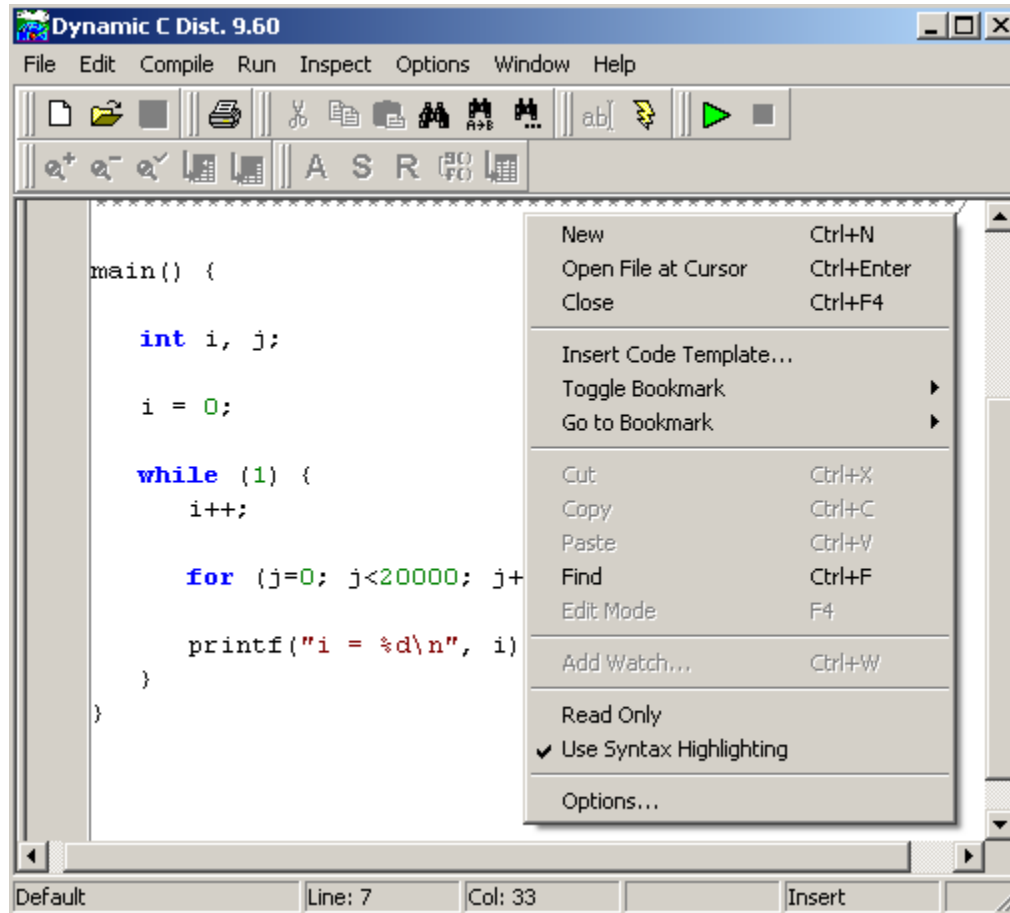 Dynamic C Dist. 9.60
File Edit Compile Run Inspect Options Window Help
A→B ab
A S R
main() {
int i, j;
i = 0;
while (1) {
i++;
for (j=0; j<20000; j+
printf("i = %d\n", i)
}
}
New Ctrl+N
Open File at Cursor Ctrl+Enter
Close Ctrl+F4
Insert Code Template...
Toggle Bookmark
Go to Bookmark
Cut Ctrl+X
Copy Ctrl+C
Paste Ctrl+V
Find Ctrl+F
Edit Mode F4
Add Watch... Ctrl+W
Read Only
✓ Use Syntax Highlighting
Options...
Default Line: 7 Col: 33 Insert